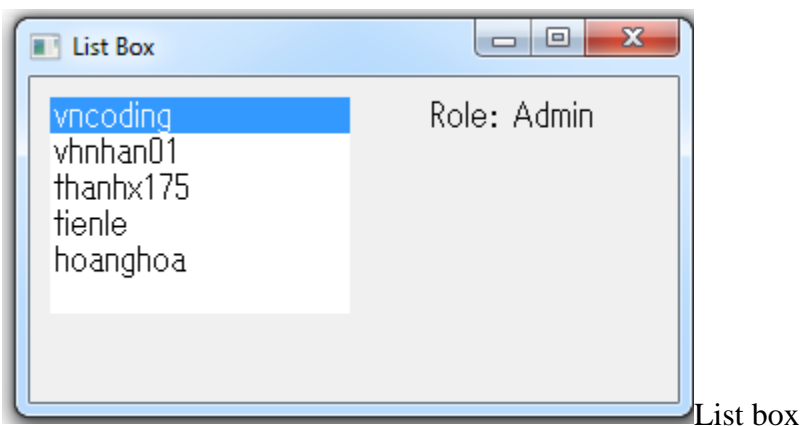 List Box
vncoding
Role: Admin
vhnhan01
thanhx175
tienle
hoanghoa
List box